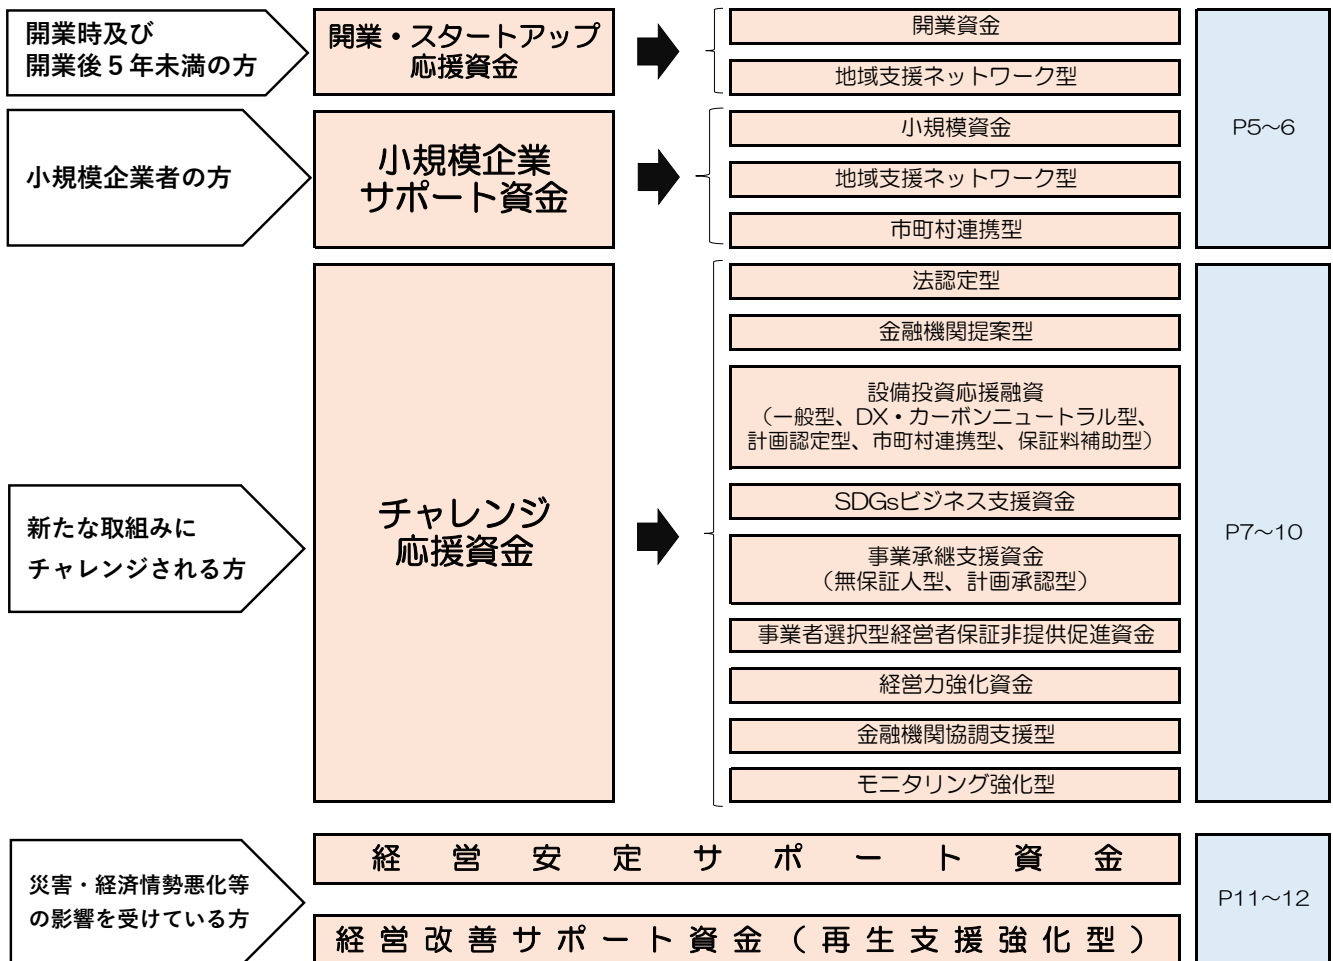 開業時及び
開業後５年未満の方
開業・スタートアップ
応援資金
開業資金
地域支援ネットワーク型
小規模企業者の方
小規模企業
サポート資金
小規模資金
地域支援ネットワーク型
市町村連携型
P5～6
新たな取組みに
チャレンジされる方
チャレンジ
応援資金
法認定型
金融機関提案型
設備投資応援融資
（一般型、DX・カーボンニュートラル型、
計画認定型、市町村連携型、保証料補助型）
SDGsビジネス支援資金
事業承継支援資金
（無保証人型、計画承認型）
事業者選択型経営者保証非提供促進資金
経営力強化資金
金融機関協調支援型
モニタリング強化型
P7～10
災害・経済情勢悪化等
の影響を受けている方
経営安定サポート資金
経営改善サポート資金（再生支援強化型）
P11～12